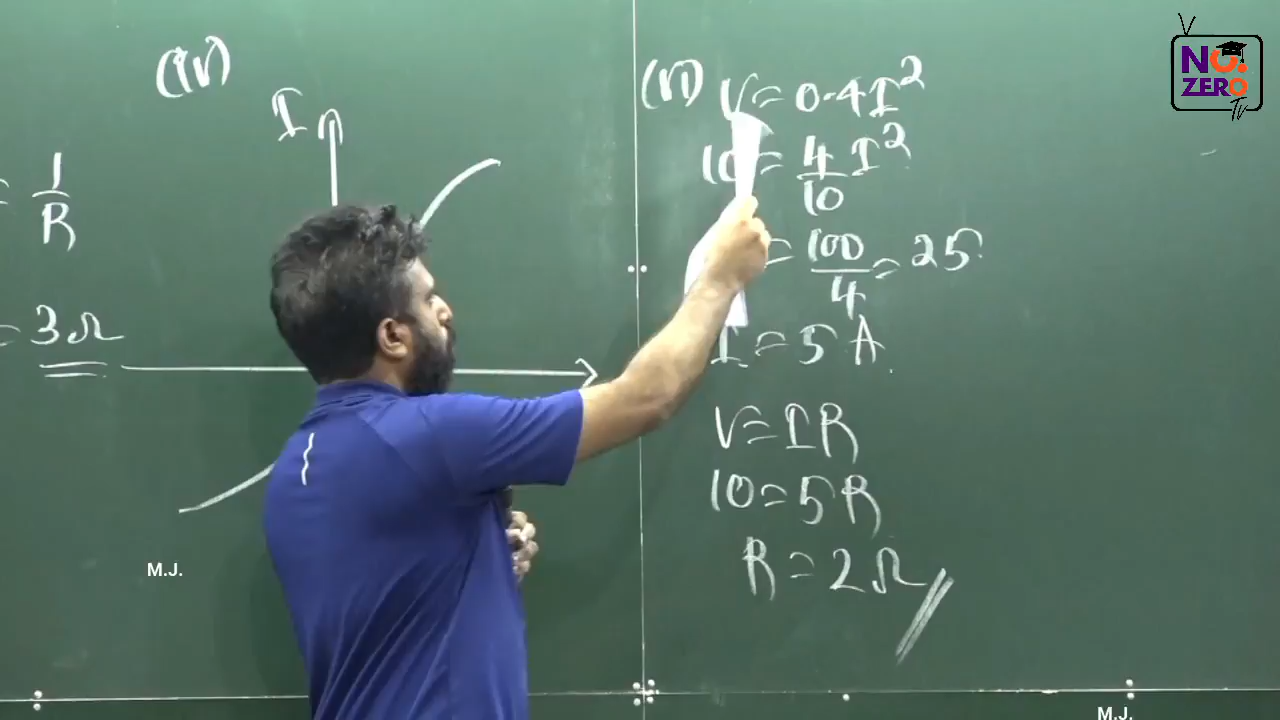 = 1/R
= 3Ω
(iv)
I
(vi) V = 0.4I²
10 = 4/10 I²
= 100/4 = 25
I = 5 A
V = IR
10 = 5R
R = 2Ω
NO.
ZERO
Tv
M.J.
M.J.